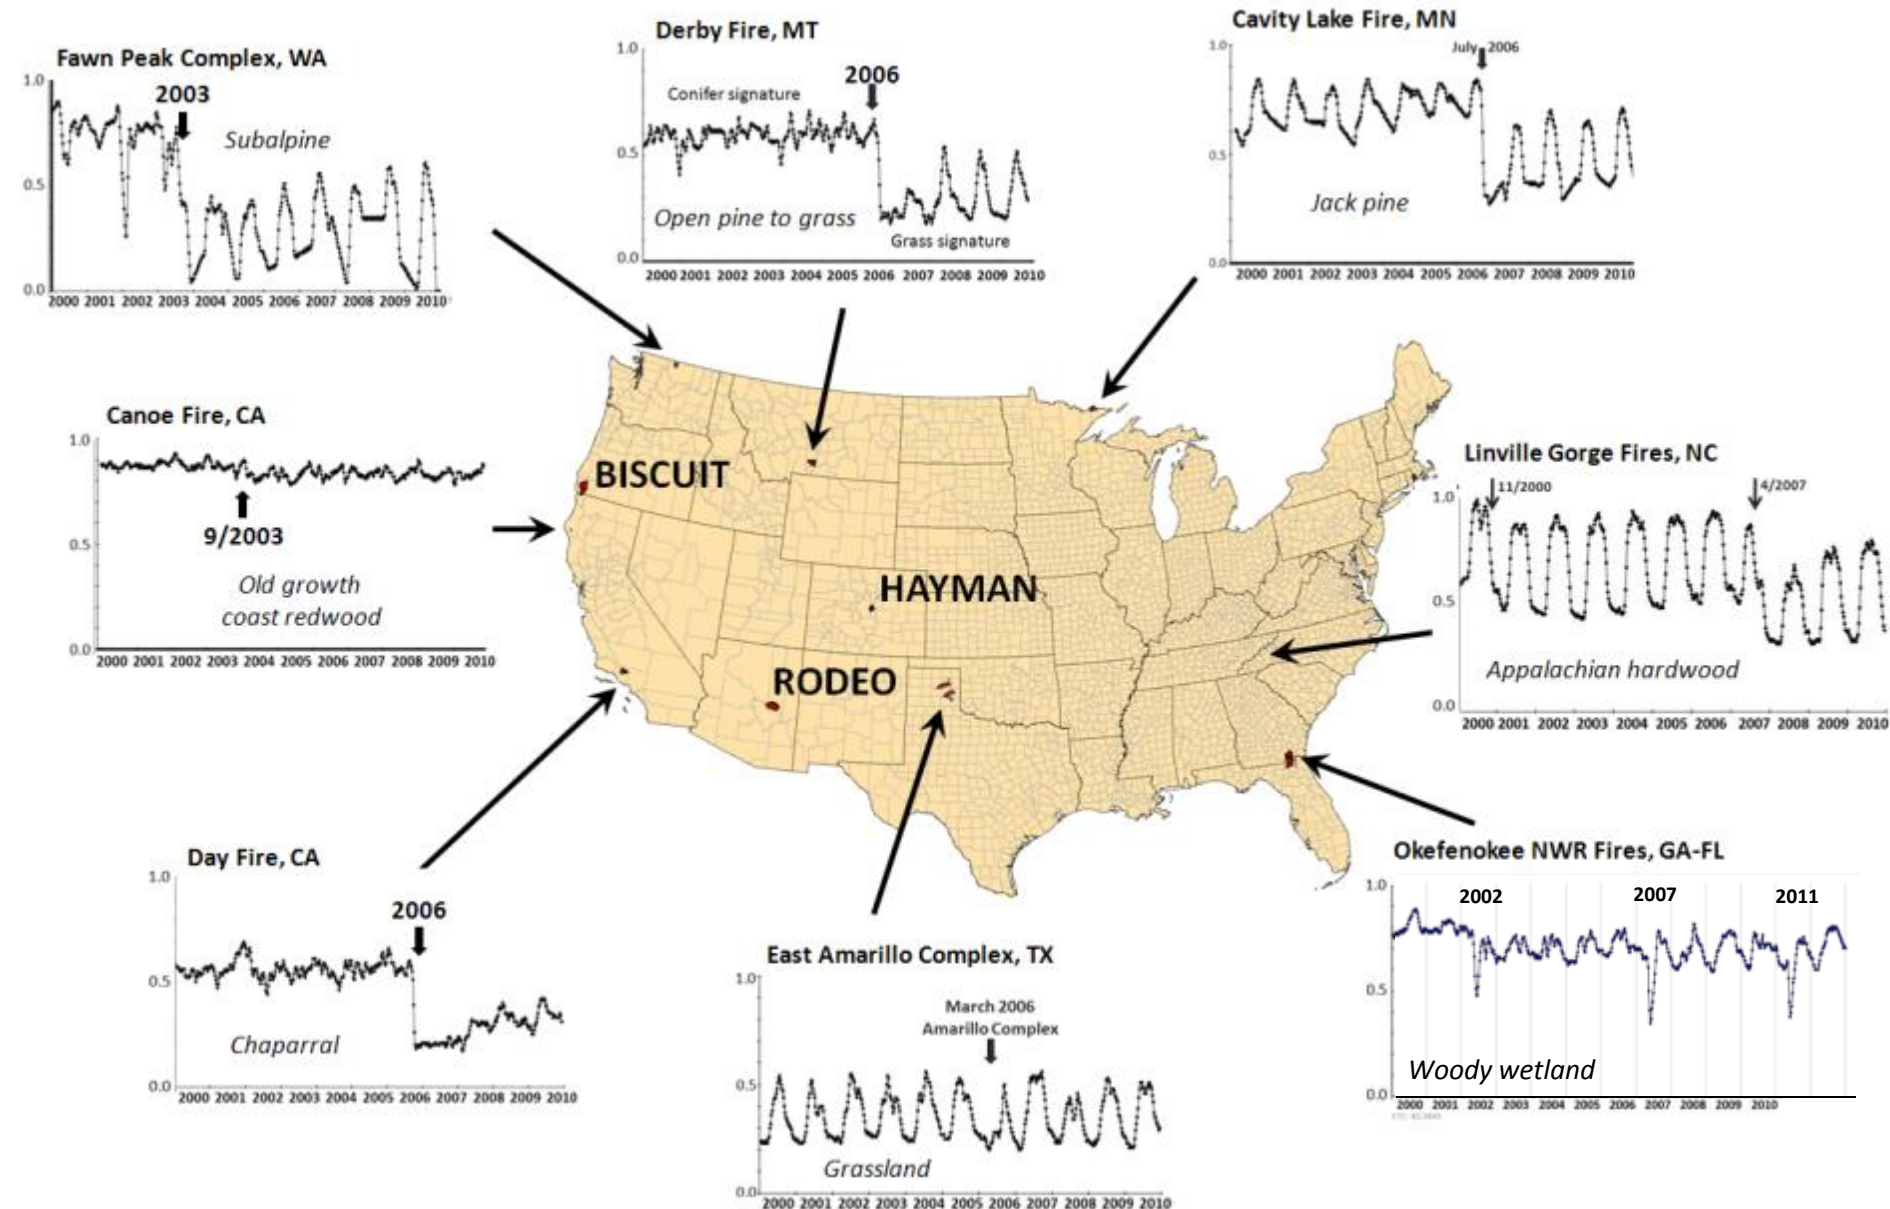 Fawn Peak Complex, WA
1.0
2003
Subalpine
0.5
0.0
2000 2001 2002 2003 2004 2005 2006 2007 2008 2009 2010
Derby Fire, MT
1.0
2006
Conifer signature
0.5
Open pine to grass
Grass signature
0.0
2000 2001 2002 2003 2004 2005 2006 2007 2008 2009 2010
Cavity Lake Fire, MN
1.0
July 2006
0.5
Jack pine
0.0
2000 2001 2002 2003 2004 2005 2006 2007 2008 2009 2010
Canoe Fire, CA
1.0
9/2003
0.5
Old growth
coast redwood
0.0
2000 2001 2002 2003 2004 2005 2006 2007 2008 2009 2010
BISCUIT
HAYMAN
RODEO
Linville Gorge Fires, NC
11/2000
4/2007
1.0
0.5
Appalachian hardwood
0.0
2000 2001 2002 2003 2004 2005 2006 2007 2008 2009 2010
Day Fire, CA
1.0
2006
0.5
Chaparral
0.0
2000 2001 2002 2003 2004 2005 2006 2007 2008 2009 2010
East Amarillo Complex, TX
1.0
March 2006
Amarillo Complex
0.5
Grassland
0.0
2000 2001 2002 2003 2004 2005 2006 2007 2008 2009 2010
Okefenokee NWR Fires, GA-FL
1.0
2002 2007 2011
0.5
Woody wetland
0.0
2000 2001 2002 2003 2004 2005 2006 2007 2008 2009 2010